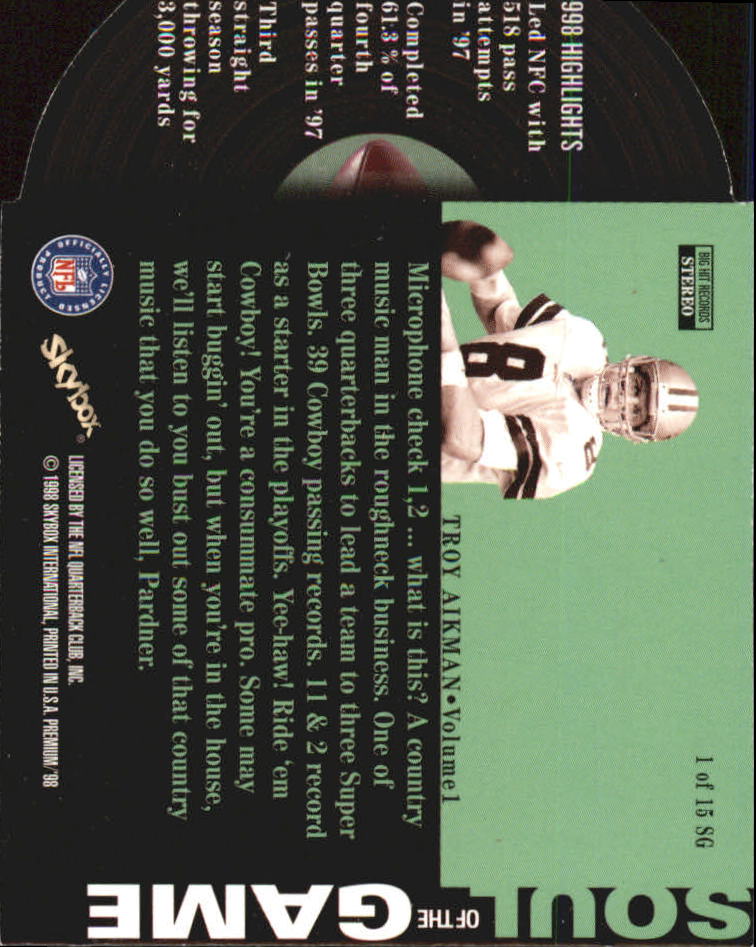 998 HIGHLIGHTS
Led NFC with
518 pass
attempts
in '97
Completed
61.3 % of
fourth
quarter
passes in '97
Third
straight
season
throwing for
3,000 yards
BIG HIT RECORDS
STEREO
1 of 15 SG
TROY AIKMAN•Volume1
Microphone check 1,2 ... what is this? A country
music man in the roughneck business. One of
three quarterbacks to lead a team to three Super
Bowls. 39 Cowboy passing records. 11 & 2 record
as a starter in the playoffs. Yee-haw! Ride 'em
Cowboy! You're a consummate pro. Some may
start buggin' out, but when you're in the house,
we'll listen to you bust out some of that country
music that you do so well, Pardner.
OFFICIALLY LICENSED
NFL
PRODUCT
Skybox®
LICENSED BY THE NFL QUARTERBACK CLUB, INC.
© 1998 SKYBOX INTERNATIONAL, PRINTED IN U.S.A. PREMIUM/'98
SOUL
OF THE
GAME
8